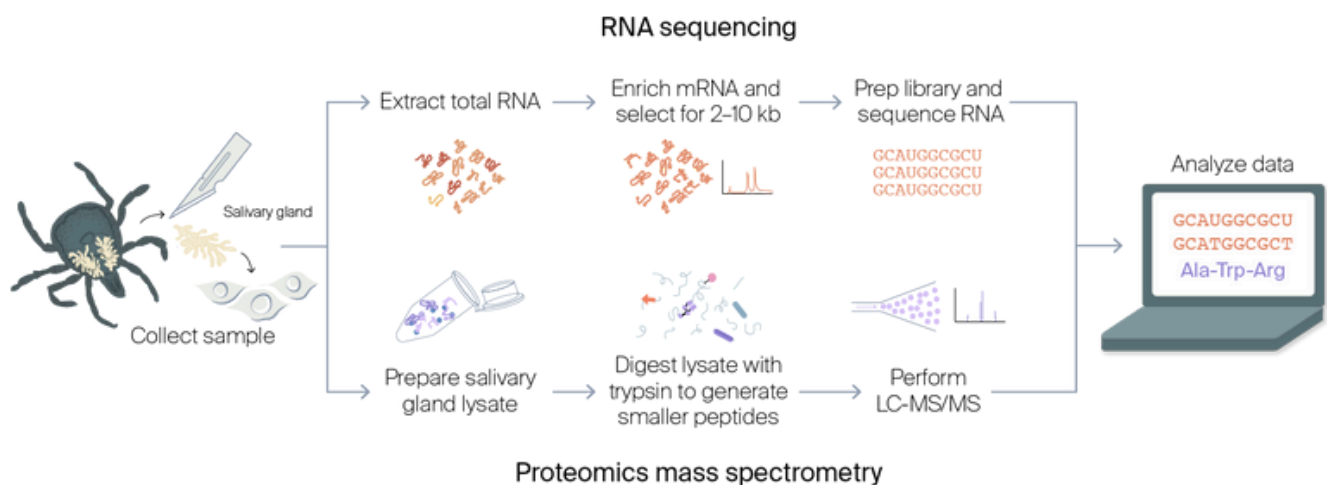 RNA sequencing
Extract total RNA
Enrich mRNA and
select for 2–10 kb
Prep library and
sequence RNA
GCAUGGCGCU
GCAUGGCGCU
GCAUGGCGCU
Salivary gland
Collect sample
Analyze data
GCAUGGCGCU
GCATGGCGCT
Ala-Trp-Arg
Prepare salivary
gland lysate
Digest lysate with
trypsin to generate
smaller peptides
Perform
LC-MS/MS
Proteomics mass spectrometry